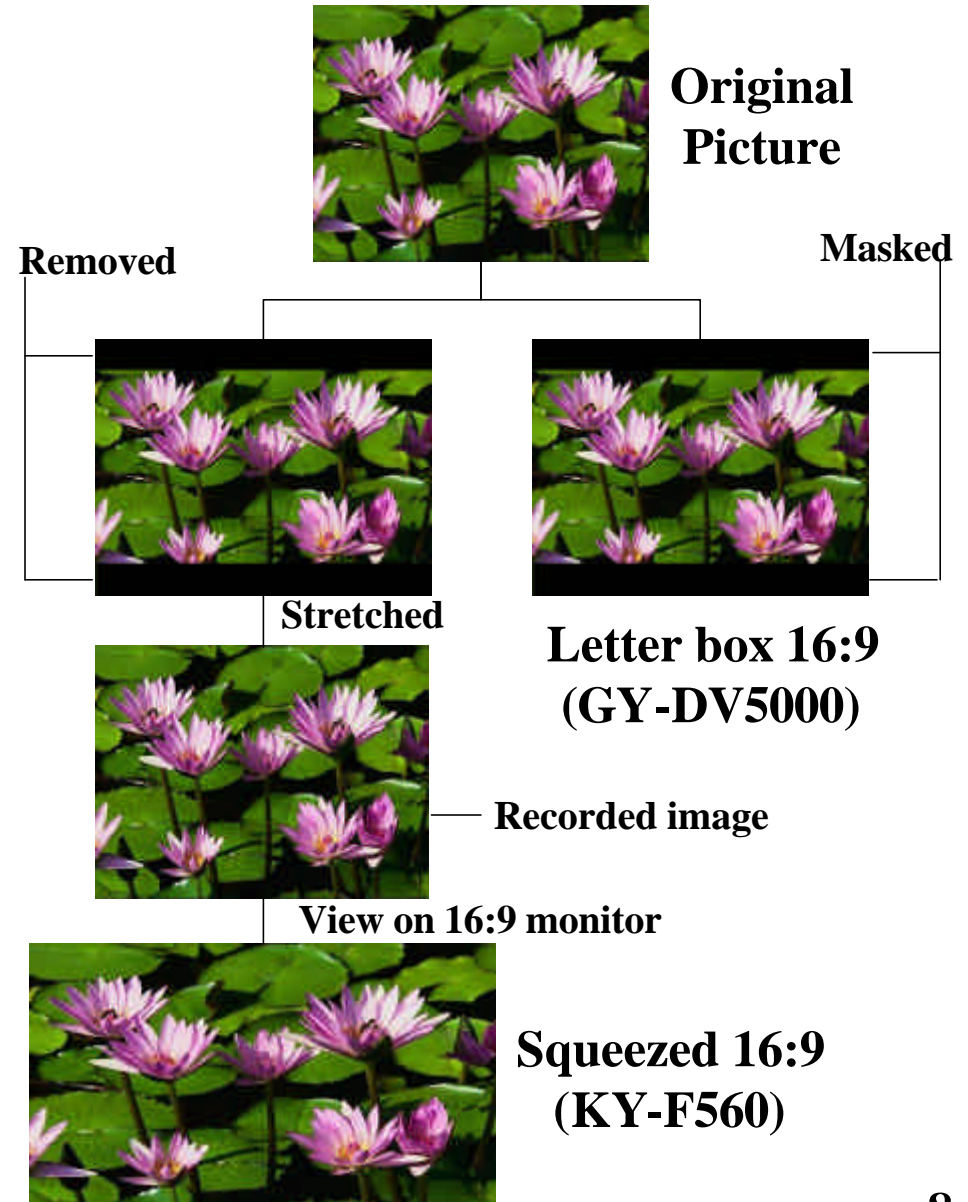 Original
Picture
Removed
Masked
Stretched
Letter box 16:9
(GY-DV5000)
Recorded image
View on 16:9 monitor
Squeezed 16:9
(KY-F560)